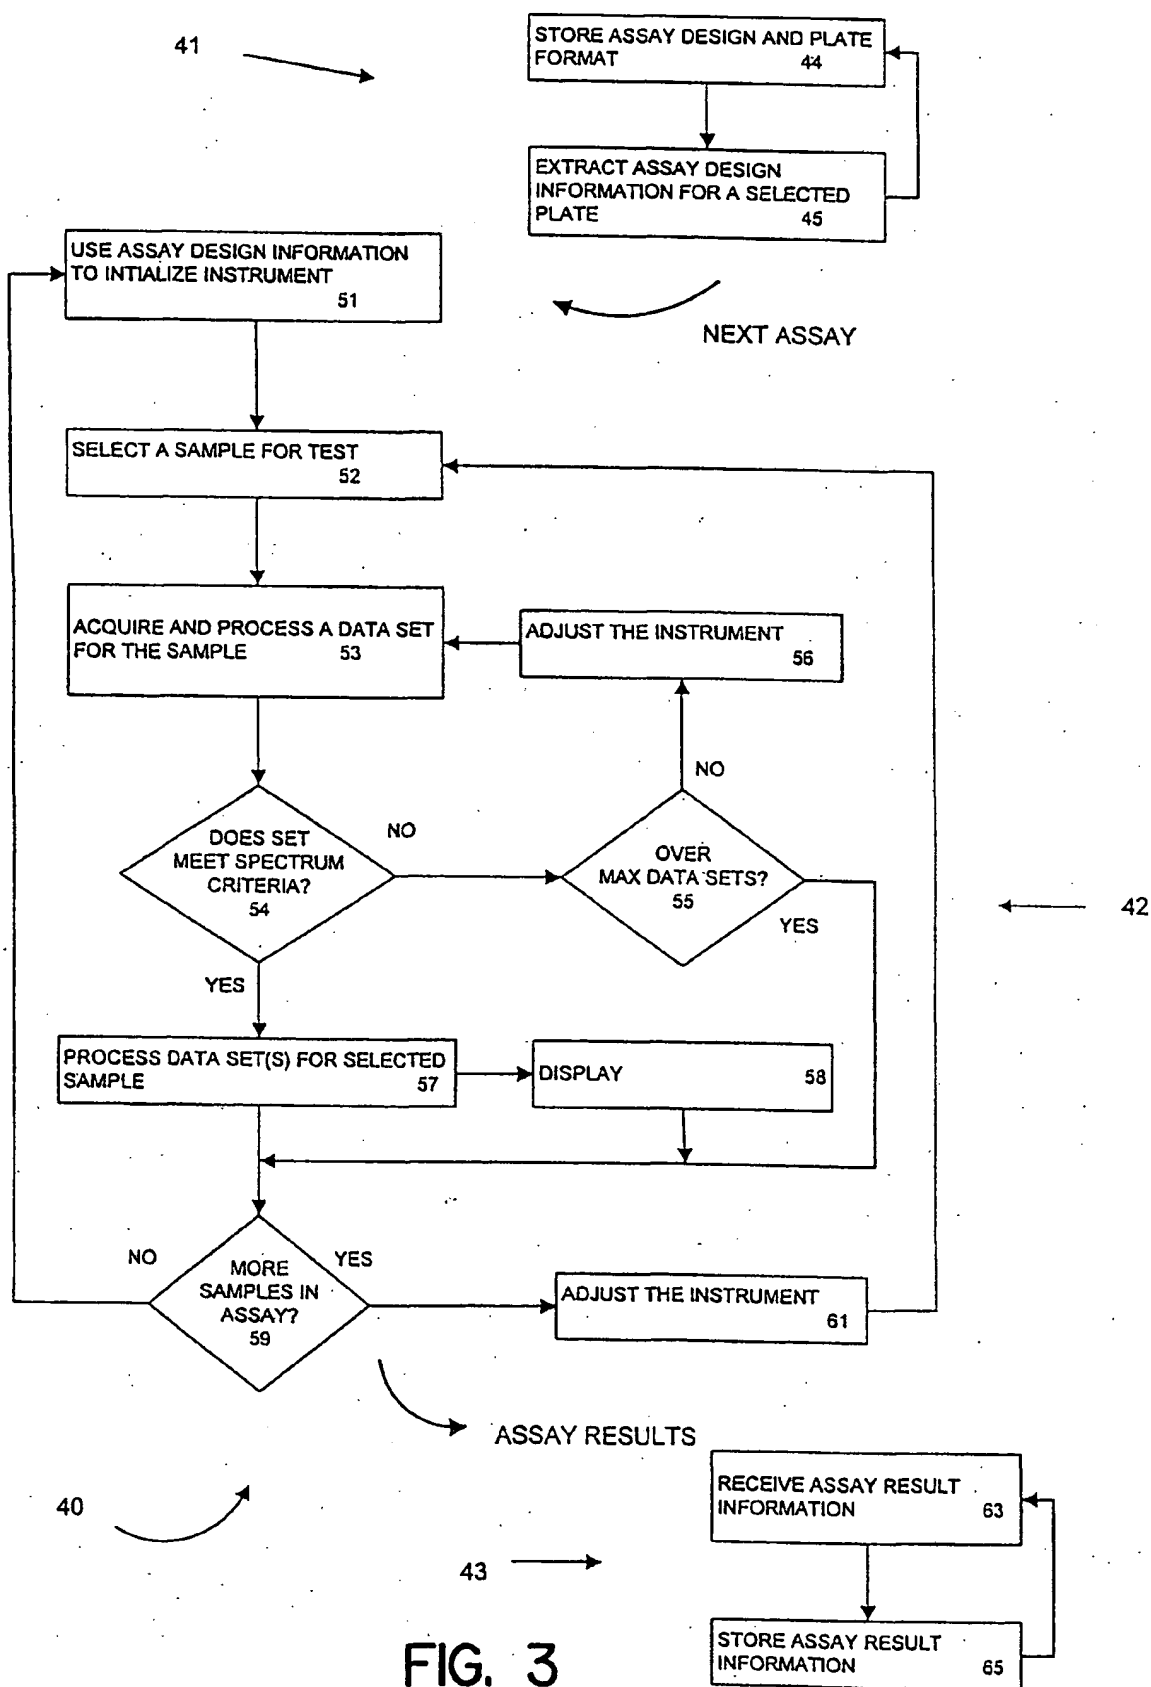 41
STORE ASSAY DESIGN AND PLATE
FORMAT 44
EXTRACT ASSAY DESIGN
INFORMATION FOR A SELECTED
PLATE 45
USE ASSAY DESIGN INFORMATION
TO INTIALIZE INSTRUMENT
51
NEXT ASSAY
SELECT A SAMPLE FOR TEST
52
ACQUIRE AND PROCESS A DATA SET
FOR THE SAMPLE 53
ADJUST THE INSTRUMENT
56
NO
DOES SET
MEET SPECTRUM
CRITERIA?
54
NO
OVER
MAX DATA SETS?
55
YES
42
YES
PROCESS DATA SET(S) FOR SELECTED
SAMPLE 57
DISPLAY 58
NO
MORE
SAMPLES IN
ASSAY?
59
YES
ADJUST THE INSTRUMENT
61
ASSAY RESULTS
40
RECEIVE ASSAY RESULT
INFORMATION 63
43
STORE ASSAY RESULT
INFORMATION 65
FIG. 3